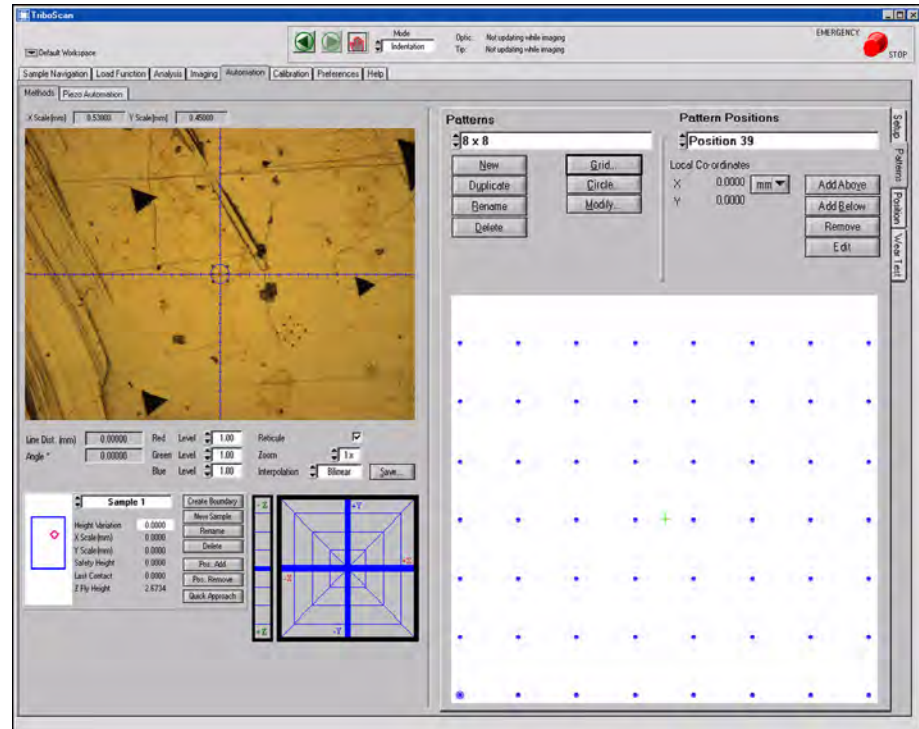 TriboScan
Default Workspace
Mode
Indentation
Optic: Not updating while imaging
Tip: Not updating while imaging
EMERGENCY
STOP
Sample Navigation Load Function Analysis Imaging Automation Calibration Preferences Help
Methods Piezo Automation
X Scale(mm) 0.53000 Y Scale(mm) 0.45000
Line Dist. (mm) 0.00000
Angle ° 0.00000
Red Level 1.00
Green Level 1.00
Blue Level 1.00
Reticule
Zoom 1x
Interpolation Bilinear Save...
Sample 1
Height Variation 0.0000
X Scale(mm) 0.0000
Y Scale(mm) 0.0000
Safety Height 0.0000
Last Contact 0.0000
Z Fly Height 2.6734
Create Boundary
New Sample
Rename
Delete
Pos. Add
Pos. Remove
Quick Approach
-Z
+Z
+Y
-X
+X
-Y
Patterns
8 x 8
New
Duplicate
Rename
Delete
Grid...
Circle...
Modify...
Pattern Positions
Position 39
Local Co-ordinates
X 0.0000 mm
Y 0.0000
Add Above
Add Below
Remove
Edit
Setup
Patterns
Position
Wear Test